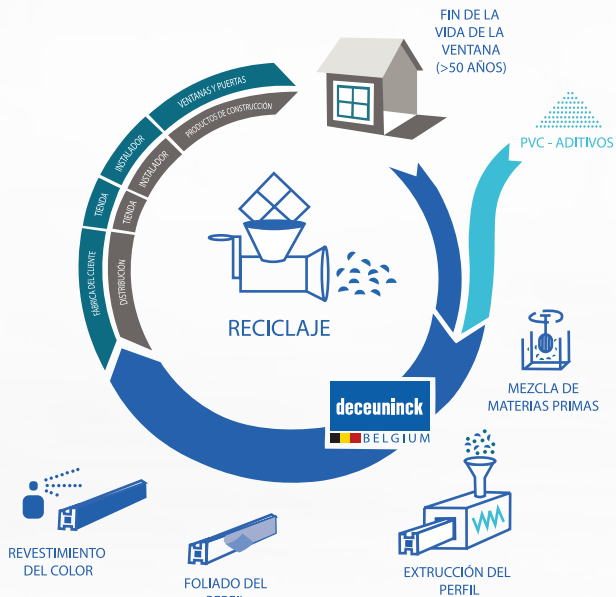 FIN DE LA
VIDA DE LA
VENTANA
(>50 AÑOS)
PVC - ADITIVOS
VENTANAS Y PUERTAS
INSTALADOR
TIENDA
FÁBRICA DEL CLIENTE
PRODUCTOS DE CONSTRUCCIÓN
INSTALADOR
TIENDA
DISTRIBUCIÓN
RECICLAJE
MEZCLA DE
MATERIAS PRIMAS
deceuninck
BELGIUM
REVESTIMIENTO
DEL COLOR
FOLIADO DEL
EXTRUCCIÓN DEL
PERFIL